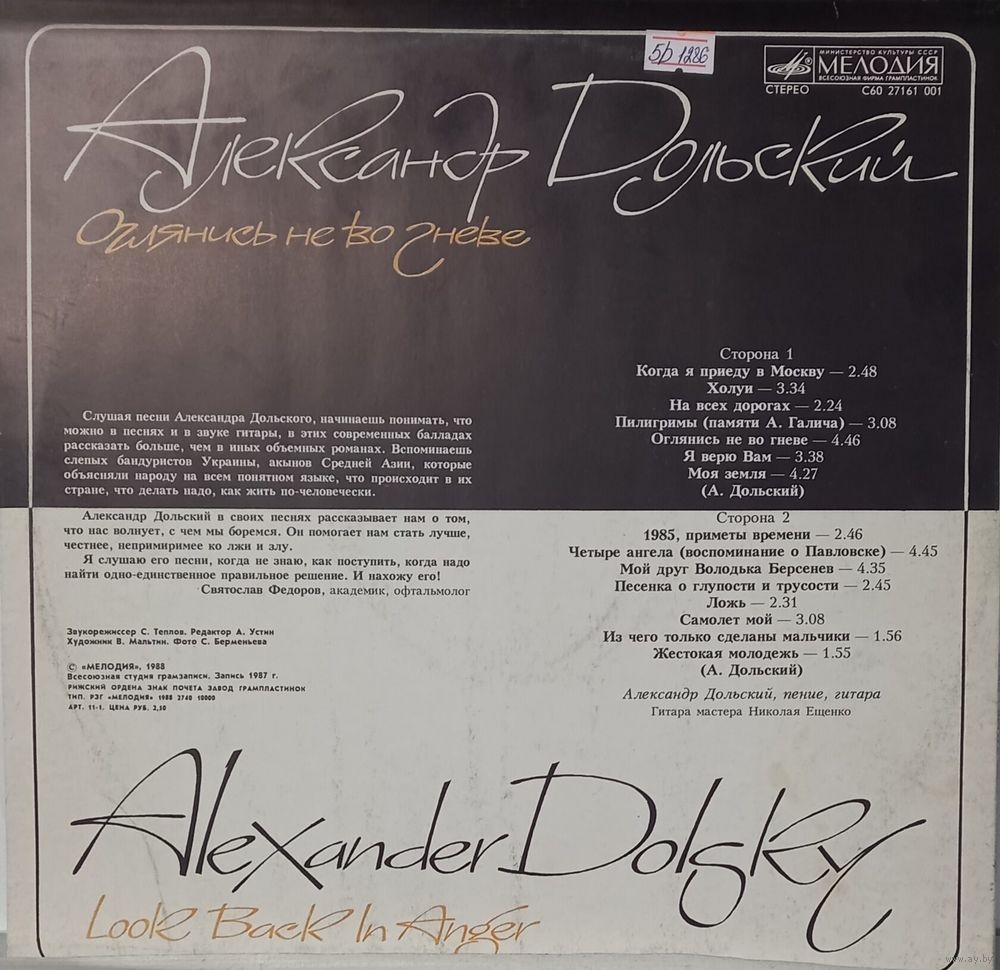 5р 1286
МИНИСТЕРСТВО КУЛЬТУРЫ СССР
МЕЛОДИЯ
ВСЕСОЮЗНАЯ ФИРМА ГРАМПЛАСТИНОК
СТЕРЕО С60 27161 001
Александр Дольский
Оглянись не во гневе
Слушая песни Александра Дольского, начинаешь понимать, что
можно в песнях и в звуке гитары, в этих современных балладах
рассказать больше, чем в иных объемных романах. Вспоминаешь
слепых бандуристов Украины, акынов Средней Азии, которые
объясняли народу на всем понятном языке, что происходит в их
стране, что делать надо, как жить по-человечески.
Александр Дольский в своих песнях рассказывает нам о том,
что нас волнует, с чем мы боремся. Он помогает нам стать лучше,
честнее, непримиримее ко лжи и злу.
Я слушаю его песни, когда не знаю, как поступить, когда надо
найти одно-единственное правильное решение. И нахожу его!
Святослав Федоров, академик, офтальмолог
Звукорежиссер С. Теплов. Редактор А. Устин
Художник В. Мальтин. Фото С. Берменьева
© «МЕЛОДИЯ», 1988
Всесоюзная студия грамзаписи. Запись 1987 г.
РИЖСКИЙ ОРДЕНА ЗНАК ПОЧЕТА ЗАВОД ГРАМПЛАСТИНОК
ТИП. РЗГ «МЕЛОДИЯ» 1988 2740 10000
АРТ. 11-1. ЦЕНА РУБ. 2,50
Сторона 1
Когда я приеду в Москву — 2.48
Холуи — 3.34
На всех дорогах — 2.24
Пилигримы (памяти А. Галича) — 3.08
Оглянись не во гневе — 4.46
Я верю Вам — 3.38
Моя земля — 4.27
(А. Дольский)
Сторона 2
1985, приметы времени — 2.46
Четыре ангела (воспоминание о Павловске) — 4.45
Мой друг Володька Берсенев — 4.35
Песенка о глупости и трусости — 2.45
Ложь — 2.31
Самолет мой — 3.08
Из чего только сделаны мальчики — 1.56
Жестокая молодежь — 1.55
(А. Дольский)
Александр Дольский, пение, гитара
Гитара мастера Николая Ещенко
Alexander Dolsky
Look Back In Anger
www.ay.by